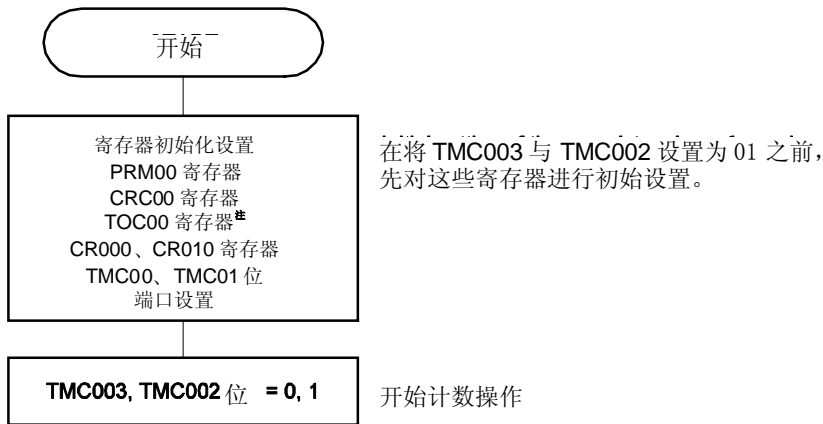 开始
寄存器初始化设置
PRM00 寄存器
CRC00 寄存器
TOC00 寄存器注
CR000、CR010 寄存器
TMC00、TMC01 位
端口设置
在将 TMC003 与 TMC002 设置为 01 之前，
先对这些寄存器进行初始设置。
TMC003, TMC002 位 = 0, 1
开始计数操作